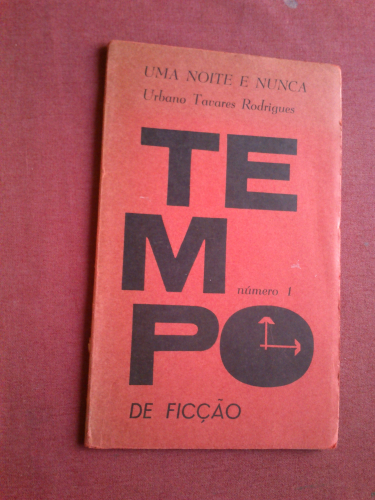 UMA NOITE E NUNCA
Urbano Tavares Rodrigues
TE
M
número 1
PO
DE FICÇÃO